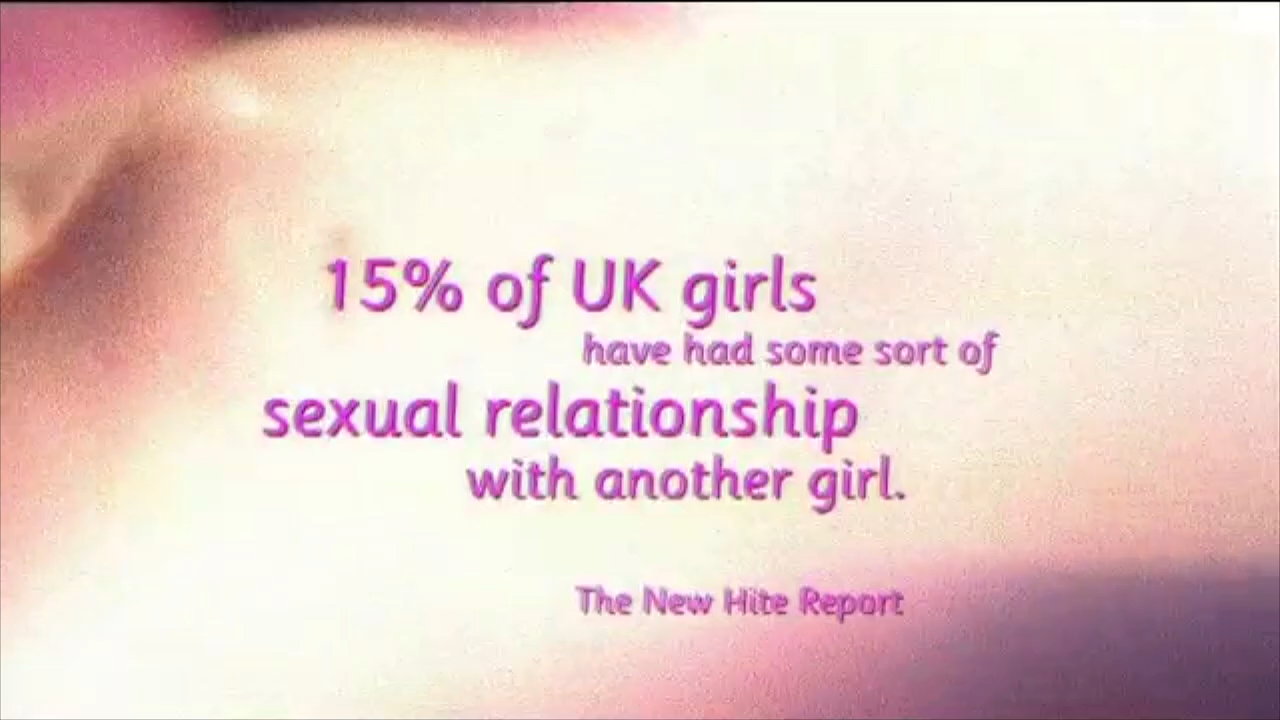 15% of UK girls
have had some sort of
sexual relationship
with another girl.
The New Hite Report